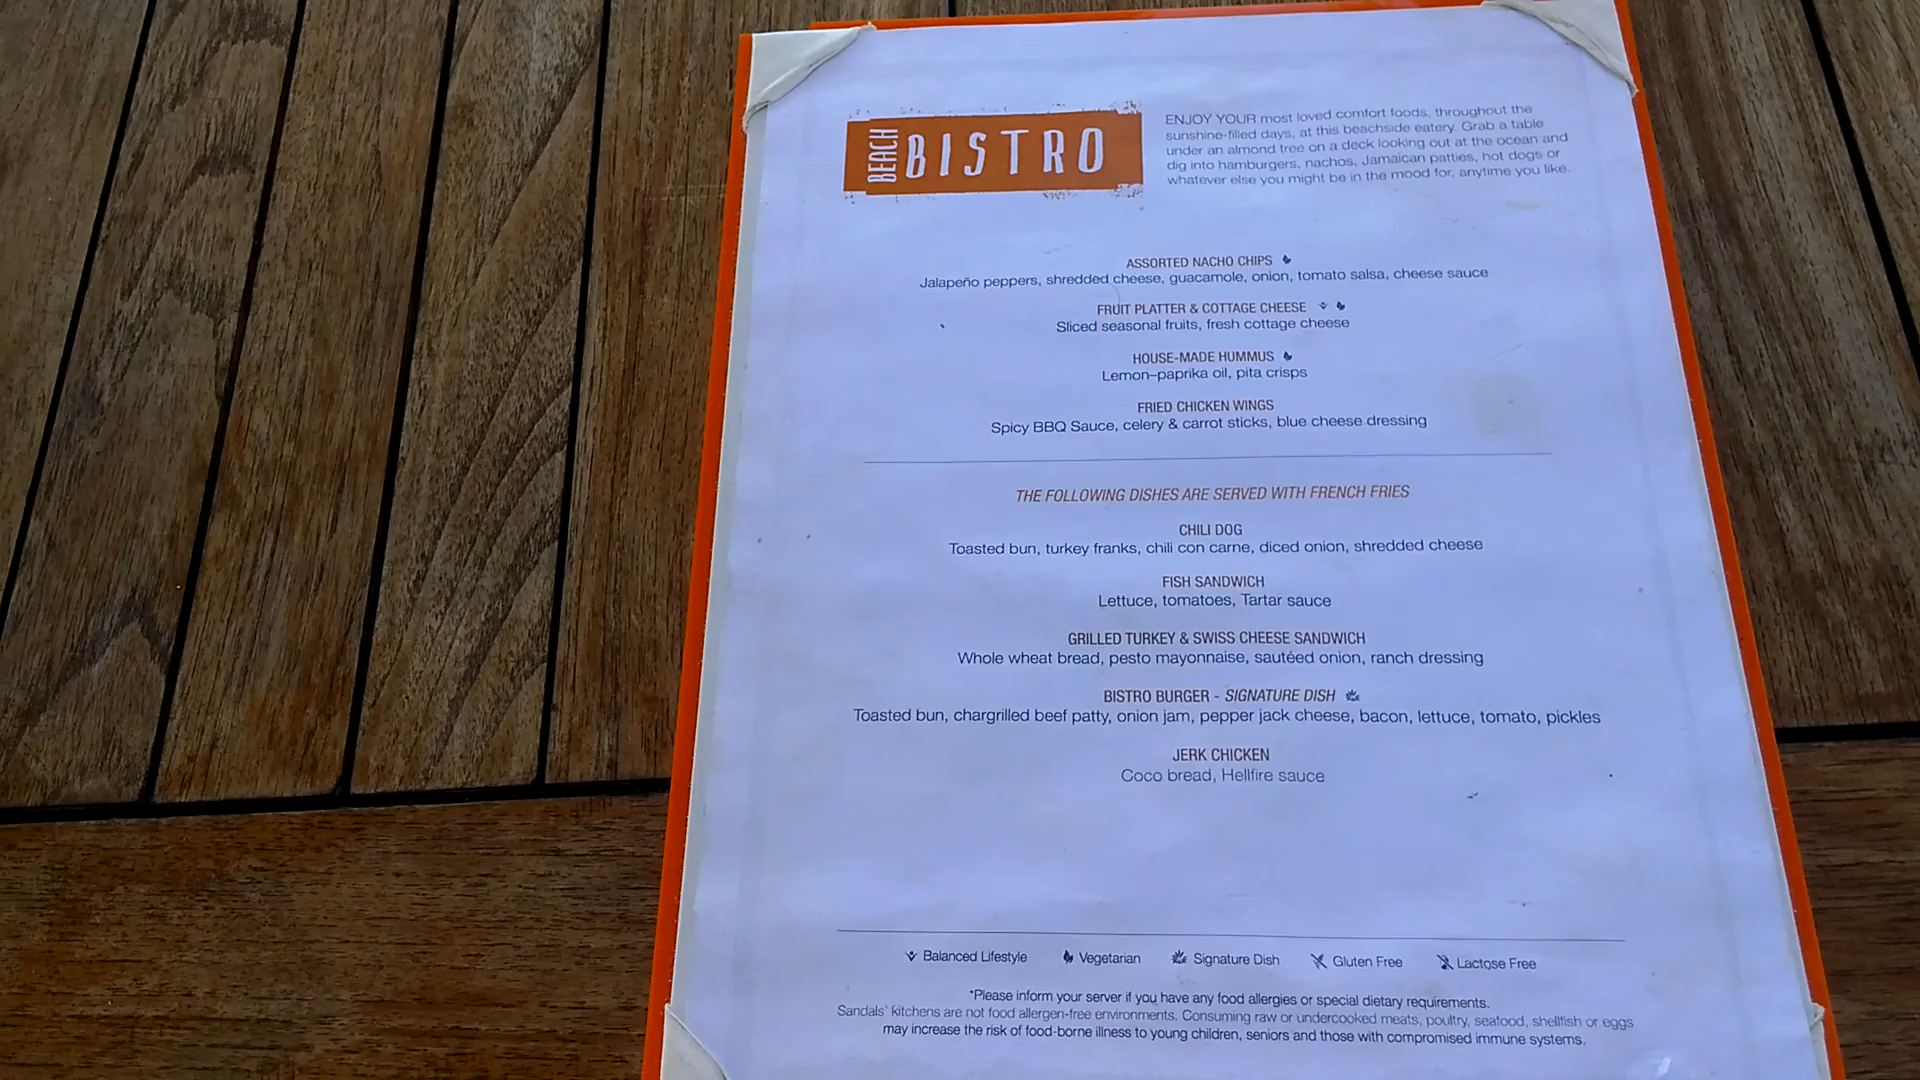 BEACH BISTRO
ENJOY YOUR most loved comfort foods, throughout the
sunshine-filled days, at this beachside eatery. Grab a table
under an almond tree on a deck looking out at the ocean and
dig into hamburgers, nachos, Jamaican patties, hot dogs or
whatever else you might be in the mood for, anytime you like.
ASSORTED NACHO CHIPS
Jalapeño peppers, shredded cheese, guacamole, onion, tomato salsa, cheese sauce
FRUIT PLATTER & COTTAGE CHEESE
Sliced seasonal fruits, fresh cottage cheese
HOUSE-MADE HUMMUS
Lemon–paprika oil, pita crisps
FRIED CHICKEN WINGS
Spicy BBQ Sauce, celery & carrot sticks, blue cheese dressing
THE FOLLOWING DISHES ARE SERVED WITH FRENCH FRIES
CHILI DOG
Toasted bun, turkey franks, chili con carne, diced onion, shredded cheese
FISH SANDWICH
Lettuce, tomatoes, Tartar sauce
GRILLED TURKEY & SWISS CHEESE SANDWICH
Whole wheat bread, pesto mayonnaise, sautéed onion, ranch dressing
BISTRO BURGER - SIGNATURE DISH
Toasted bun, chargrilled beef patty, onion jam, pepper jack cheese, bacon, lettuce, tomato, pickles
JERK CHICKEN
Coco bread, Hellfire sauce
Balanced Lifestyle Vegetarian Signature Dish Gluten Free Lactose Free
*Please inform your server if you have any food allergies or special dietary requirements.
Sandals' kitchens are not food allergen-free environments. Consuming raw or undercooked meats, poultry, seafood, shellfish or eggs
may increase the risk of food-borne illness to young children, seniors and those with compromised immune systems.